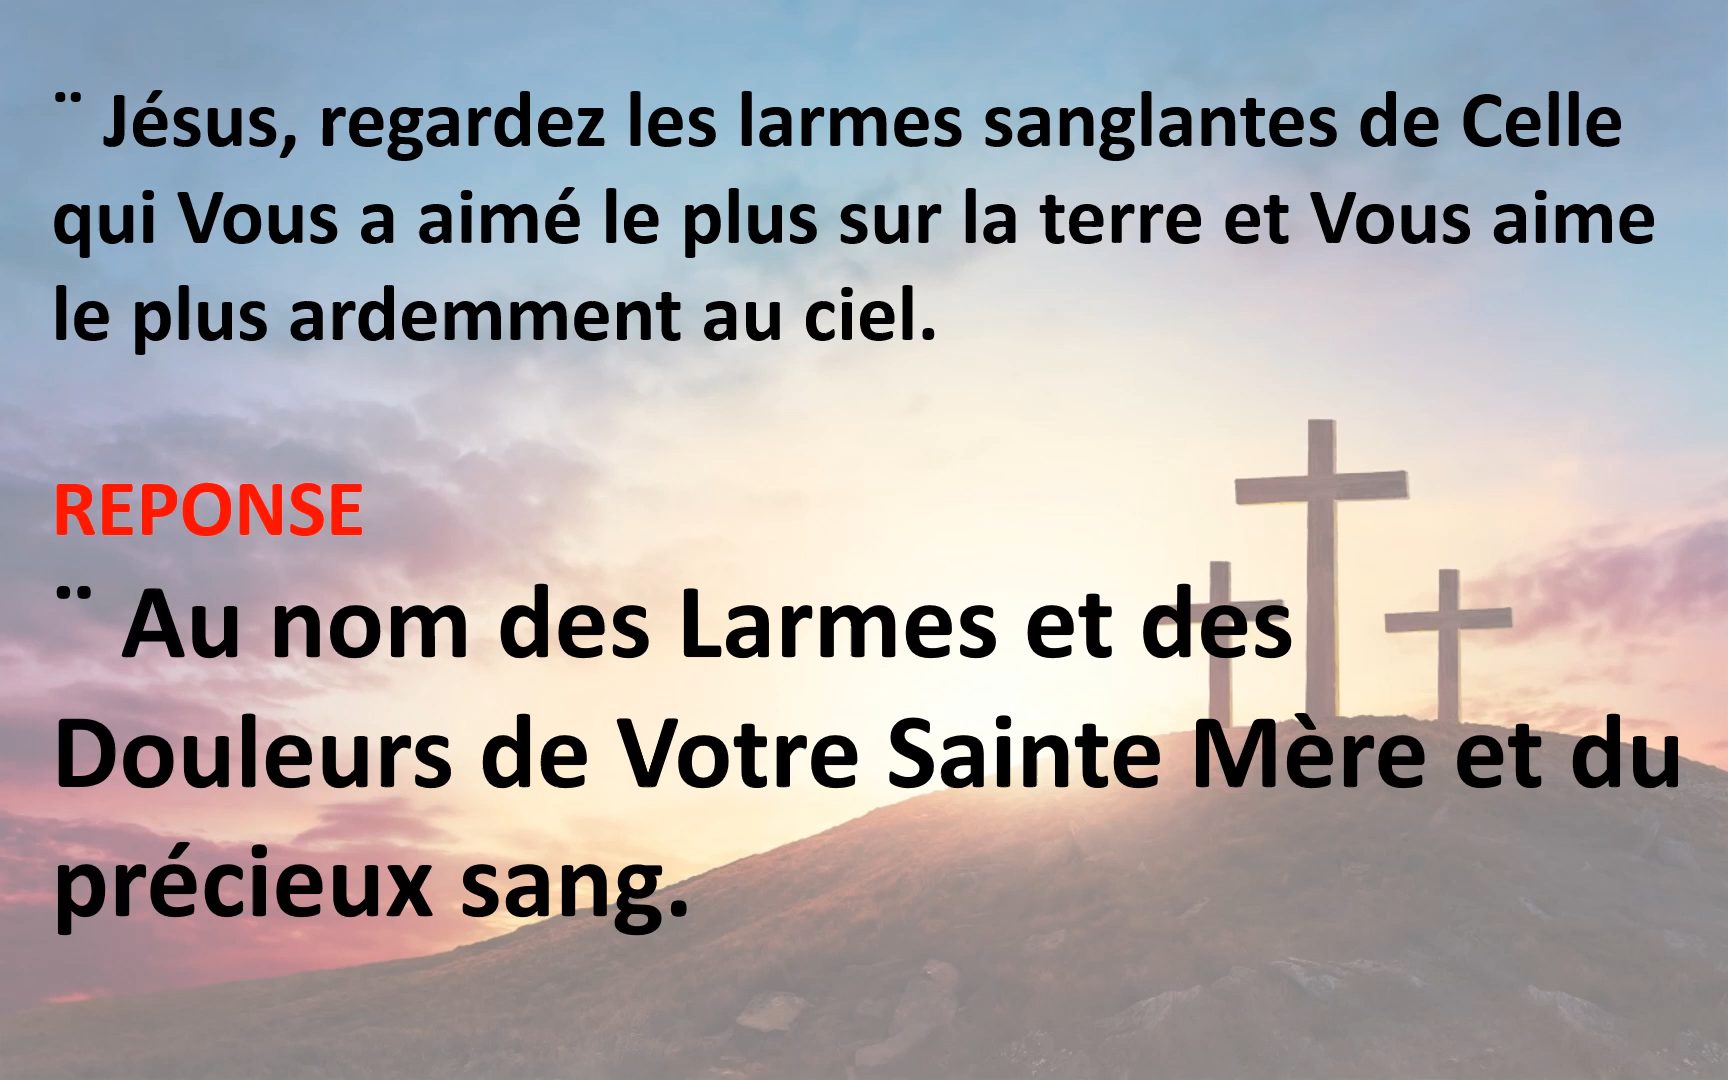 ¨ Jésus, regardez les larmes sanglantes de Celle
qui Vous a aimé le plus sur la terre et Vous aime
le plus ardemment au ciel.
REPONSE
¨ Au nom des Larmes et des
Douleurs de Votre Sainte Mère et du
précieux sang.